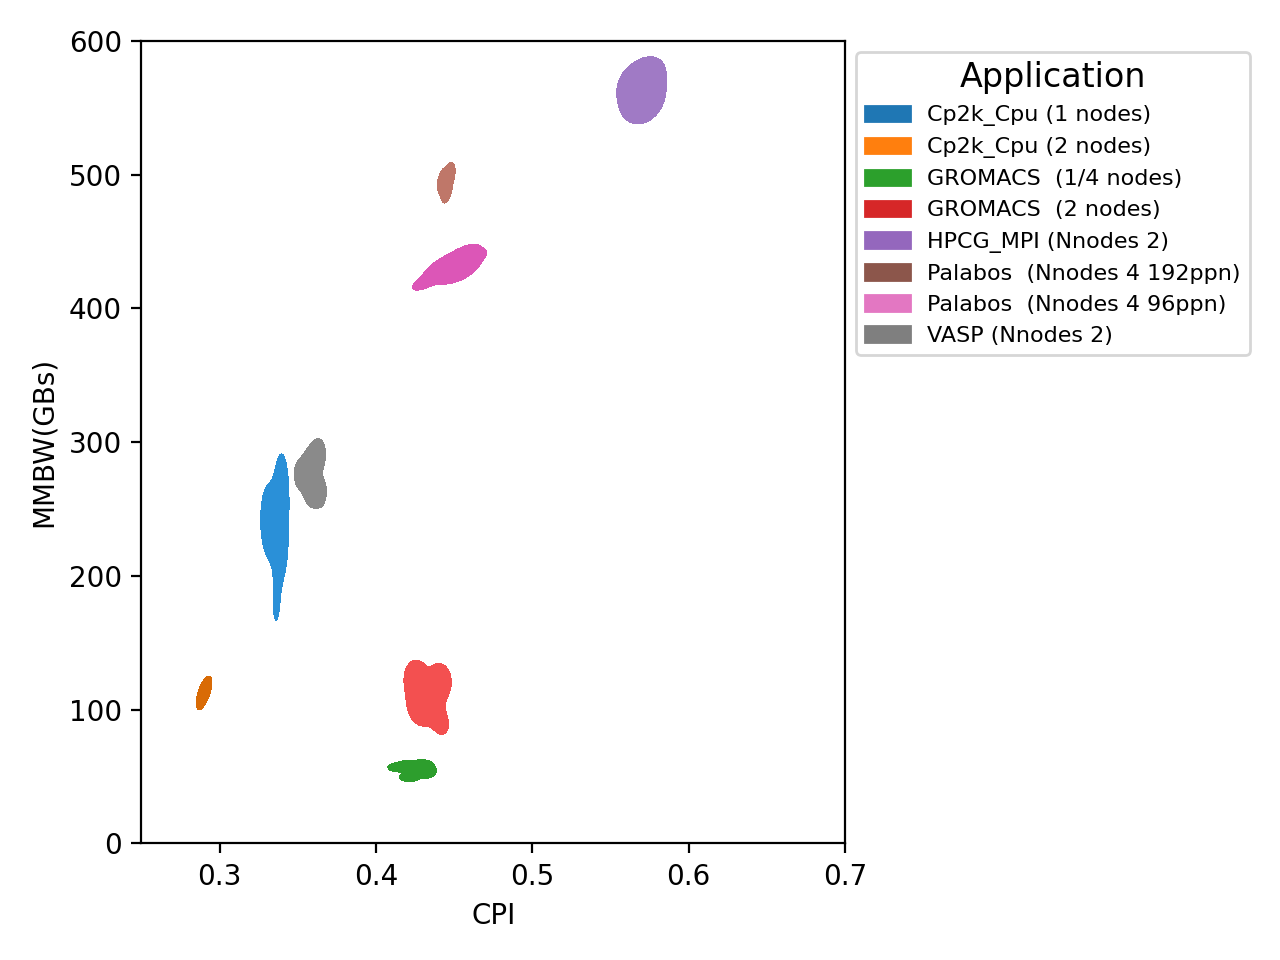 600
500
400
300
200
100
0
MMBW(GBs)
0.3 0.4 0.5 0.6 0.7
CPI
Application
Cp2k_Cpu (1 nodes)
Cp2k_Cpu (2 nodes)
GROMACS  (1/4 nodes)
GROMACS  (2 nodes)
HPCG_MPI (Nnodes 2)
Palabos  (Nnodes 4 192ppn)
Palabos  (Nnodes 4 96ppn)
VASP (Nnodes 2)